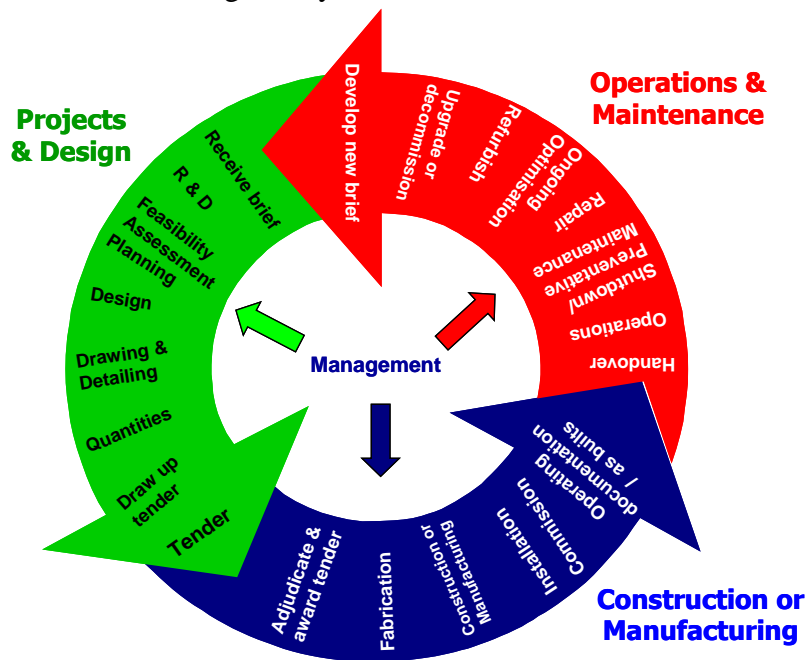 Projects
& Design
Receive brief
R & D
Feasibility
Assessment
Planning
Design
Drawing &
Detailing
Quantities
Draw up
tender
Tender
Adjudicate &
award tender
Fabrication
Construction or
Manufacturing
Installation
Commission
Operating
documentation
/ as builts
Construction or
Manufacturing
Handover
Operations
Shutdown/
Preventative
Maintenance
Repair
Ongoing
Optimisation
Refurbish
Upgrade or
decommission
Develop new brief
Operations &
Maintenance
Management